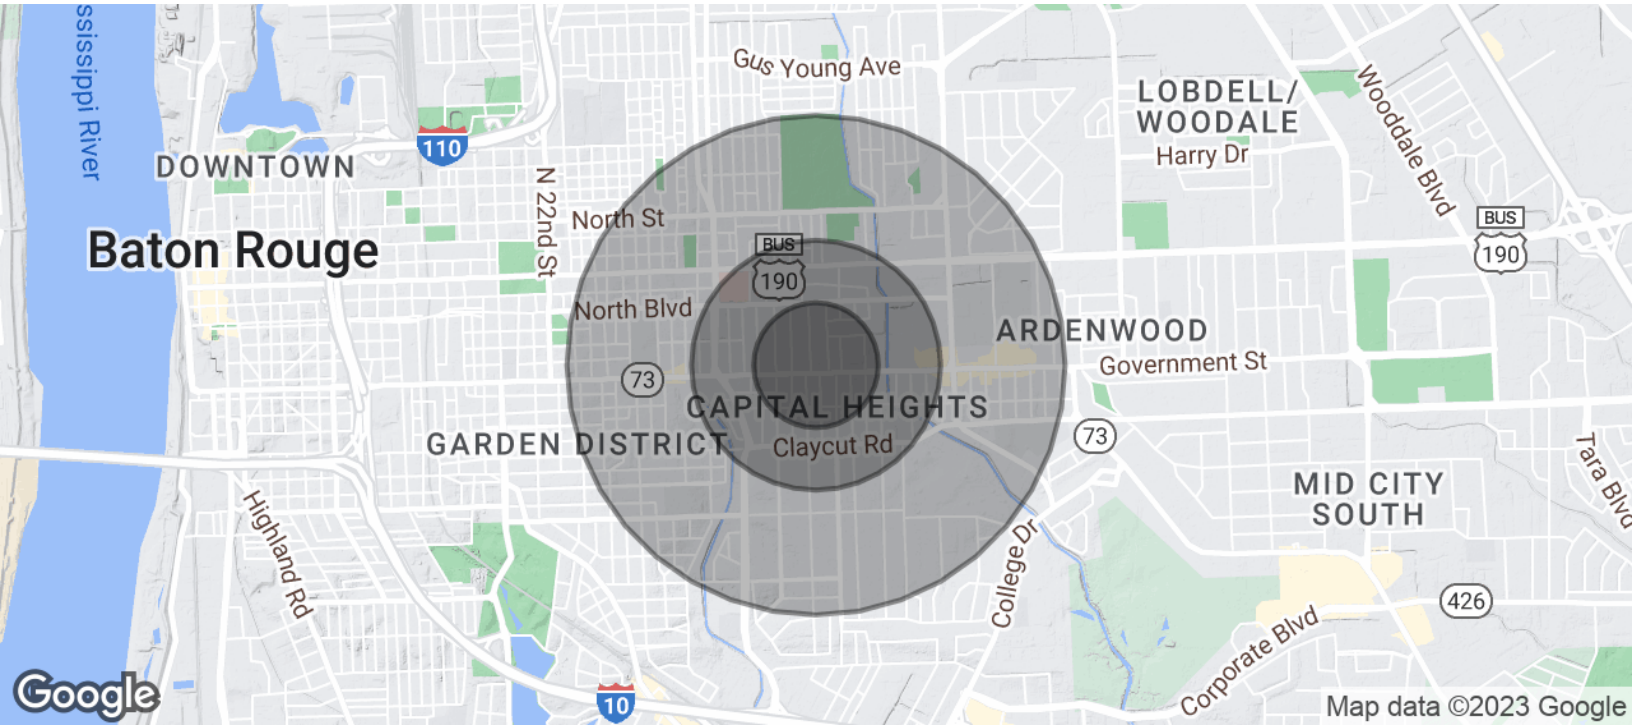 ssissippi River
Gus Young Ave
LOBDELL/
WOODALE
Wooddale Blvd
110
Harry Dr
DOWNTOWN
N 22nd St
North St
BUS
190
BUS
190
Baton Rouge
North Blvd
ARDENWOOD
Government St
73
CAPITAL HEIGHTS
Claycut Rd
73
GARDEN DISTRICT
Tara Blvd
MID CITY
SOUTH
Highland Rd
College Dr
426
Corporate Blvd
Google
10
Map data ©2023 Google